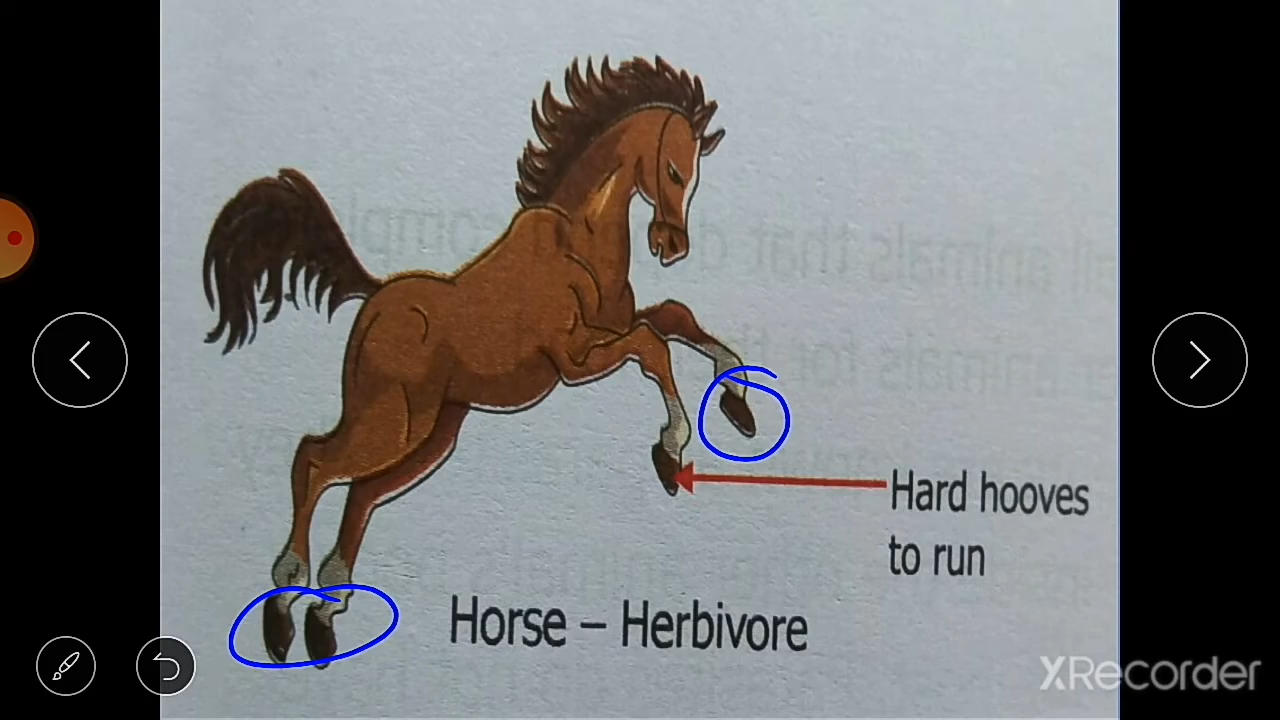 Hard hooves
to run
Horse – Herbivore
XRecorder